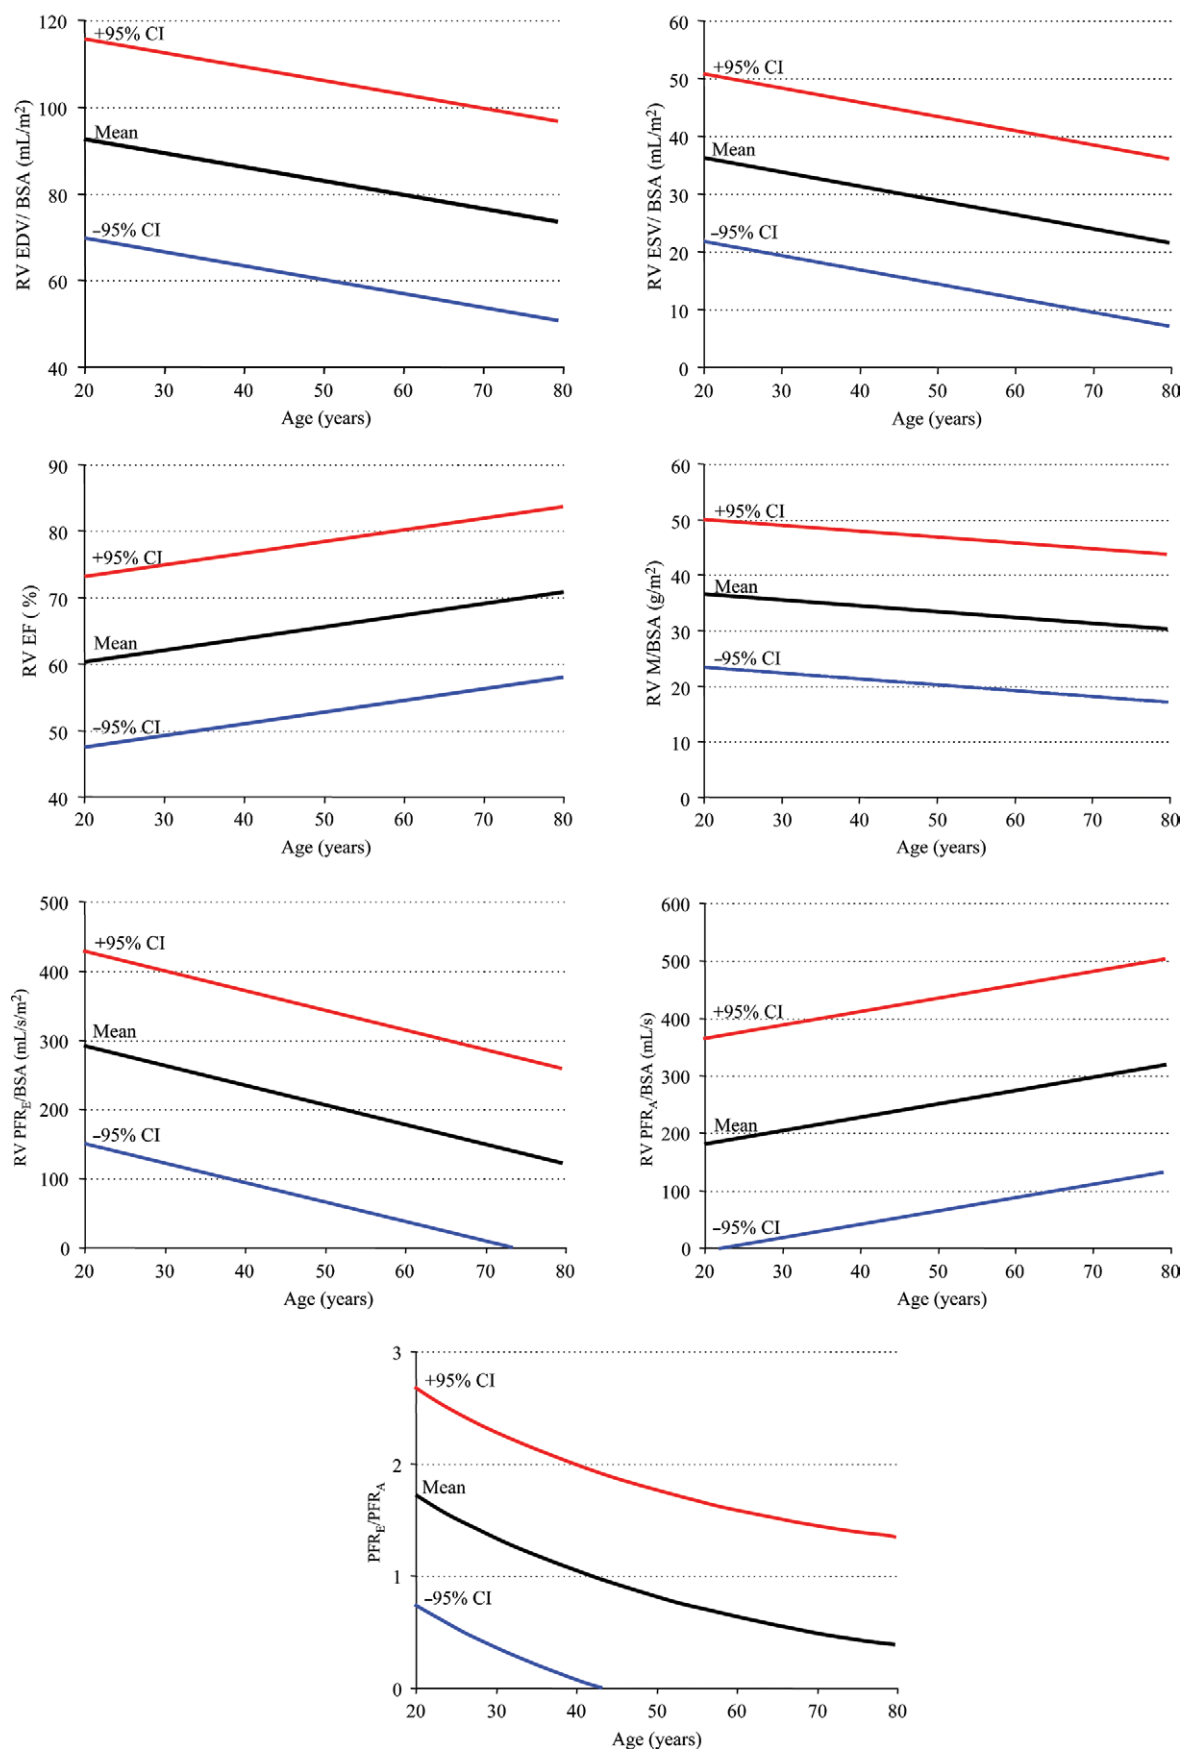 120
100
80
60
40
RV EDV/ BSA (mL/m²)
+95% CI
Mean
–95% CI
20 30 40 50 60 70 80
Age (years)
60
50
40
30
20
10
0
RV ESV/ BSA (mL/m²)
+95% CI
Mean
–95% CI
20 30 40 50 60 70 80
Age (years)
90
80
70
60
50
40
RV EF ( %)
+95% CI
Mean
–95% CI
20 30 40 50 60 70 80
Age (years)
60
50
40
30
20
10
0
RV M/BSA (g/m²)
+95% CI
Mean
–95% CI
20 30 40 50 60 70 80
Age (years)
500
400
300
200
100
0
RV PFR_E/BSA (mL/s/m²)
+95% CI
Mean
–95% CI
20 30 40 50 60 70 80
Age (years)
600
500
400
300
200
100
0
RV PFR_A/BSA (mL/s)
+95% CI
Mean
–95% CI
20 30 40 50 60 70 80
Age (years)
3
2
1
0
PFR_E/PFR_A
+95% CI
Mean
–95% CI
20 30 40 50 60 70 80
Age (years)